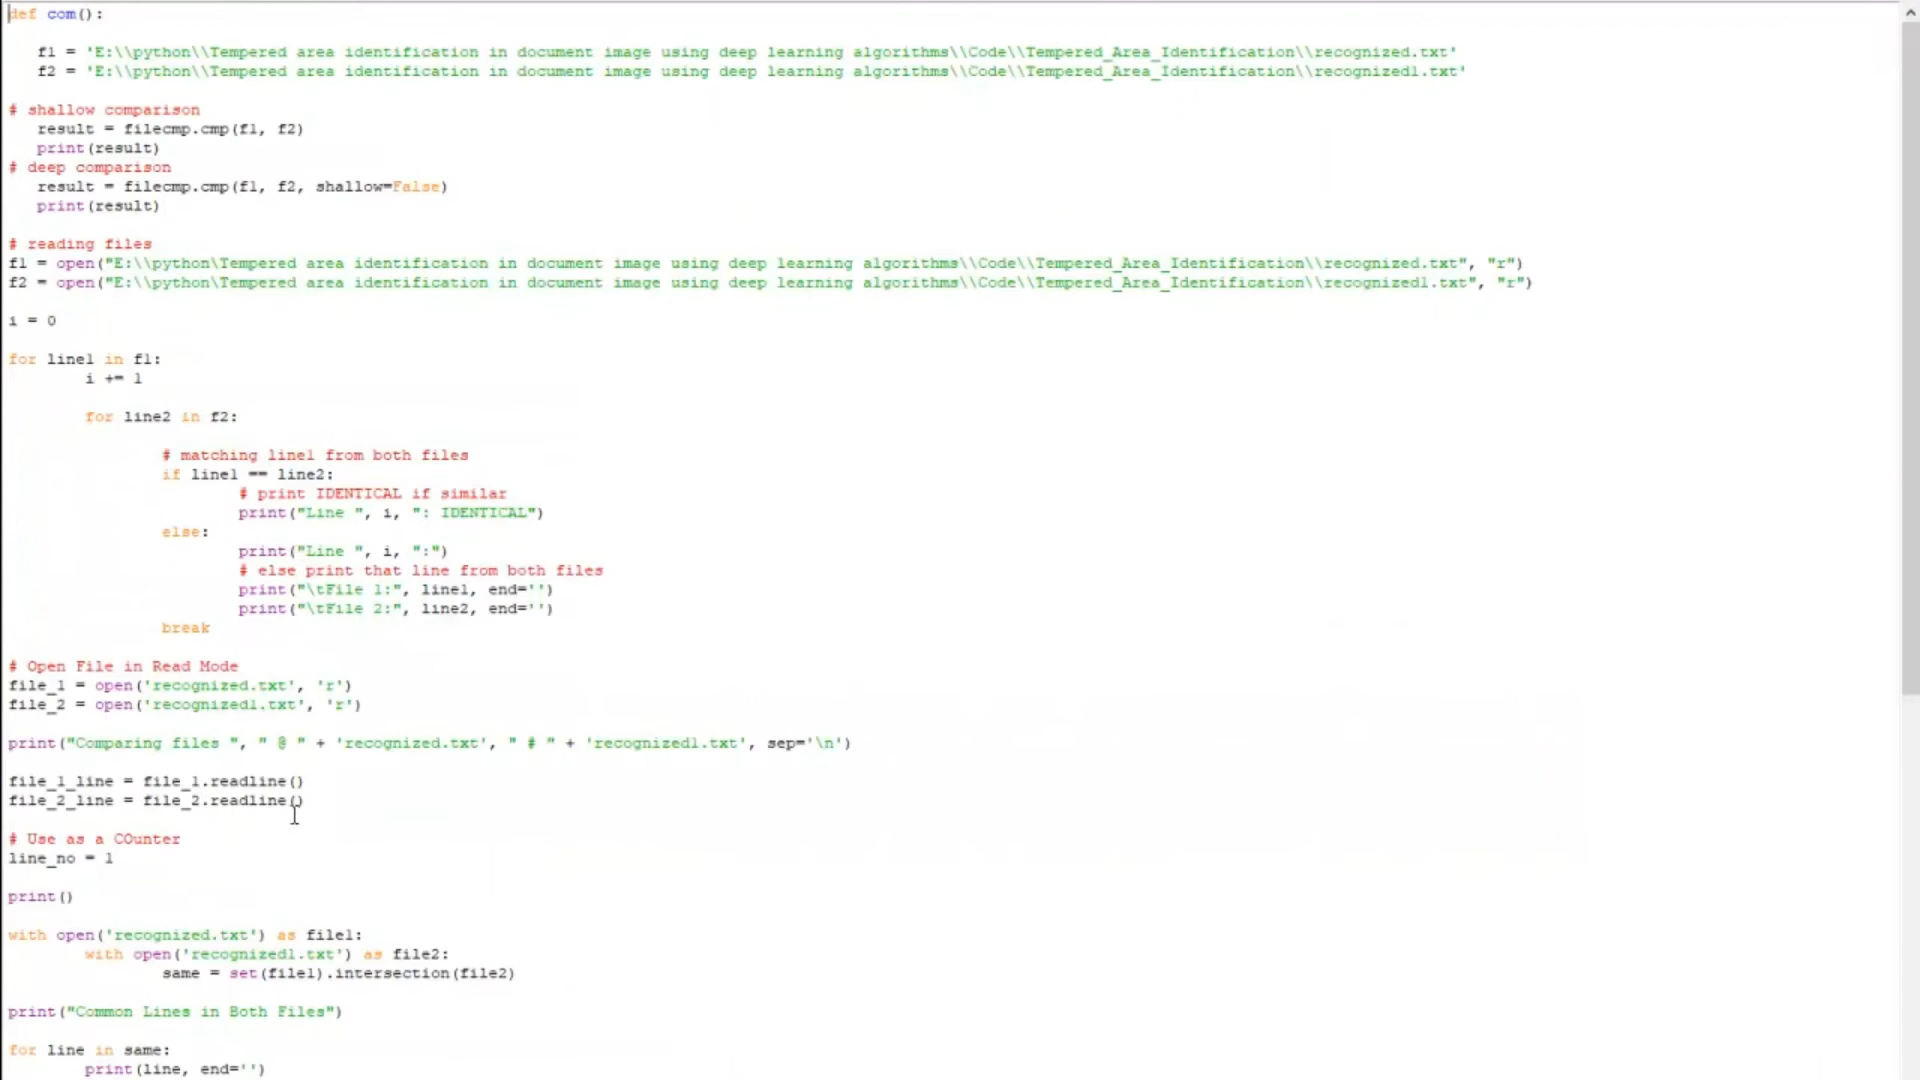 def com():
f1 = 'E:\\python\\Tempered area identification in document image using deep learning algorithms\\Code\\Tempered_Area_Identification\\recognized.txt'
f2 = 'E:\\python\\Tempered area identification in document image using deep learning algorithms\\Code\\Tempered_Area_Identification\\recognized1.txt'
# shallow comparison
result = filecmp.cmp(f1, f2)
print(result)
# deep comparison
result = filecmp.cmp(f1, f2, shallow=False)
print(result)
# reading files
f1 = open("E:\\python\Tempered area identification in document image using deep learning algorithms\\Code\\Tempered_Area_Identification\\recognized.txt", "r")
f2 = open("E:\\python\Tempered area identification in document image using deep learning algorithms\\Code\\Tempered_Area_Identification\\recognized1.txt", "r")
i = 0
for line1 in f1:
i += 1
for line2 in f2:
# matching line1 from both files
if line1 == line2:
# print IDENTICAL if similar
print("Line ", i, ": IDENTICAL")
else:
print("Line ", i, ":")
# else print that line from both files
print("\tFile 1:", line1, end='')
print("\tFile 2:", line2, end='')
break
# Open File in Read Mode
file_1 = open('recognized.txt', 'r')
file_2 = open('recognized1.txt', 'r')
print("Comparing files ", " @ " + 'recognized.txt', " # " + 'recognized1.txt', sep='\n')
file_1_line = file_1.readline()
file_2_line = file_2.readline()
# Use as a COunter
line_no = 1
print()
with open('recognized.txt') as file1:
with open('recognized1.txt') as file2:
same = set(file1).intersection(file2)
print("Common Lines in Both Files")
for line in same:
print(line, end='')